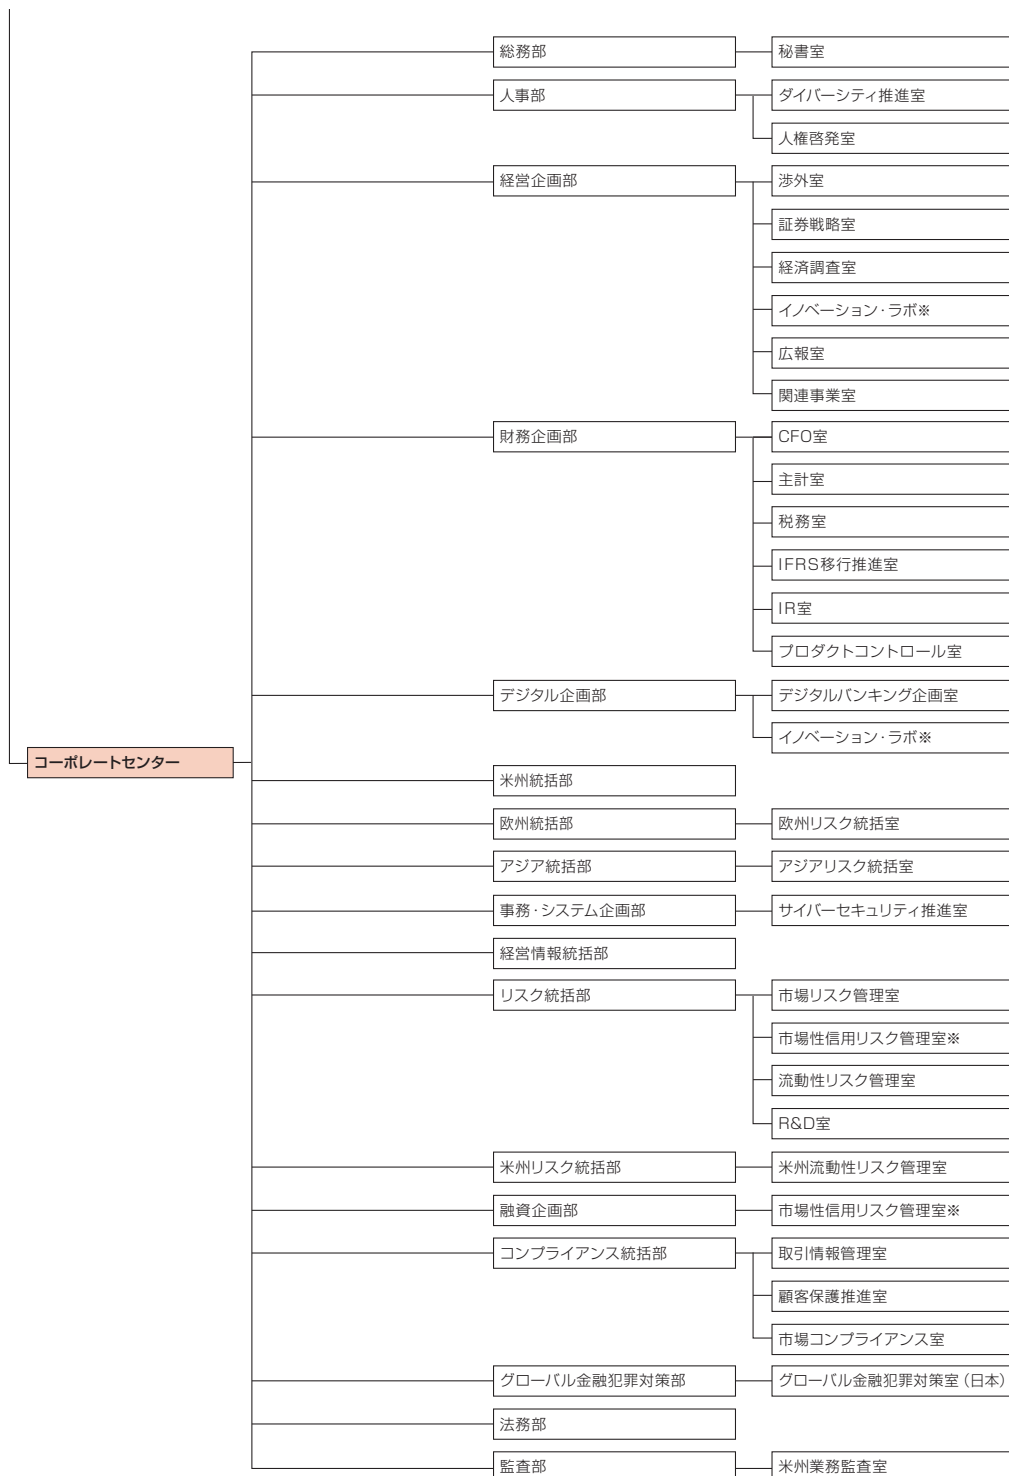 総務部
秘書室
人事部
ダイバーシティ推進室
人権啓発室
経営企画部
渉外室
証券戦略室
経済調査室
イノベーション・ラボ※
広報室
関連事業室
財務企画部
CFO室
主計室
税務室
IFRS移行推進室
IR室
プロダクトコントロール室
デジタル企画部
デジタルバンキング企画室
イノベーション・ラボ※
コーポレートセンター
米州統括部
欧州統括部
欧州リスク統括室
アジア統括部
アジアリスク統括室
事務・システム企画部
サイバーセキュリティ推進室
経営情報統括部
リスク統括部
市場リスク管理室
市場性信用リスク管理室※
流動性リスク管理室
R&D室
米州リスク統括部
米州流動性リスク管理室
融資企画部
市場性信用リスク管理室※
コンプライアンス統括部
取引情報管理室
顧客保護推進室
市場コンプライアンス室
グローバル金融犯罪対策部
グローバル金融犯罪対策室（日本）
法務部
監査部
米州業務監査室